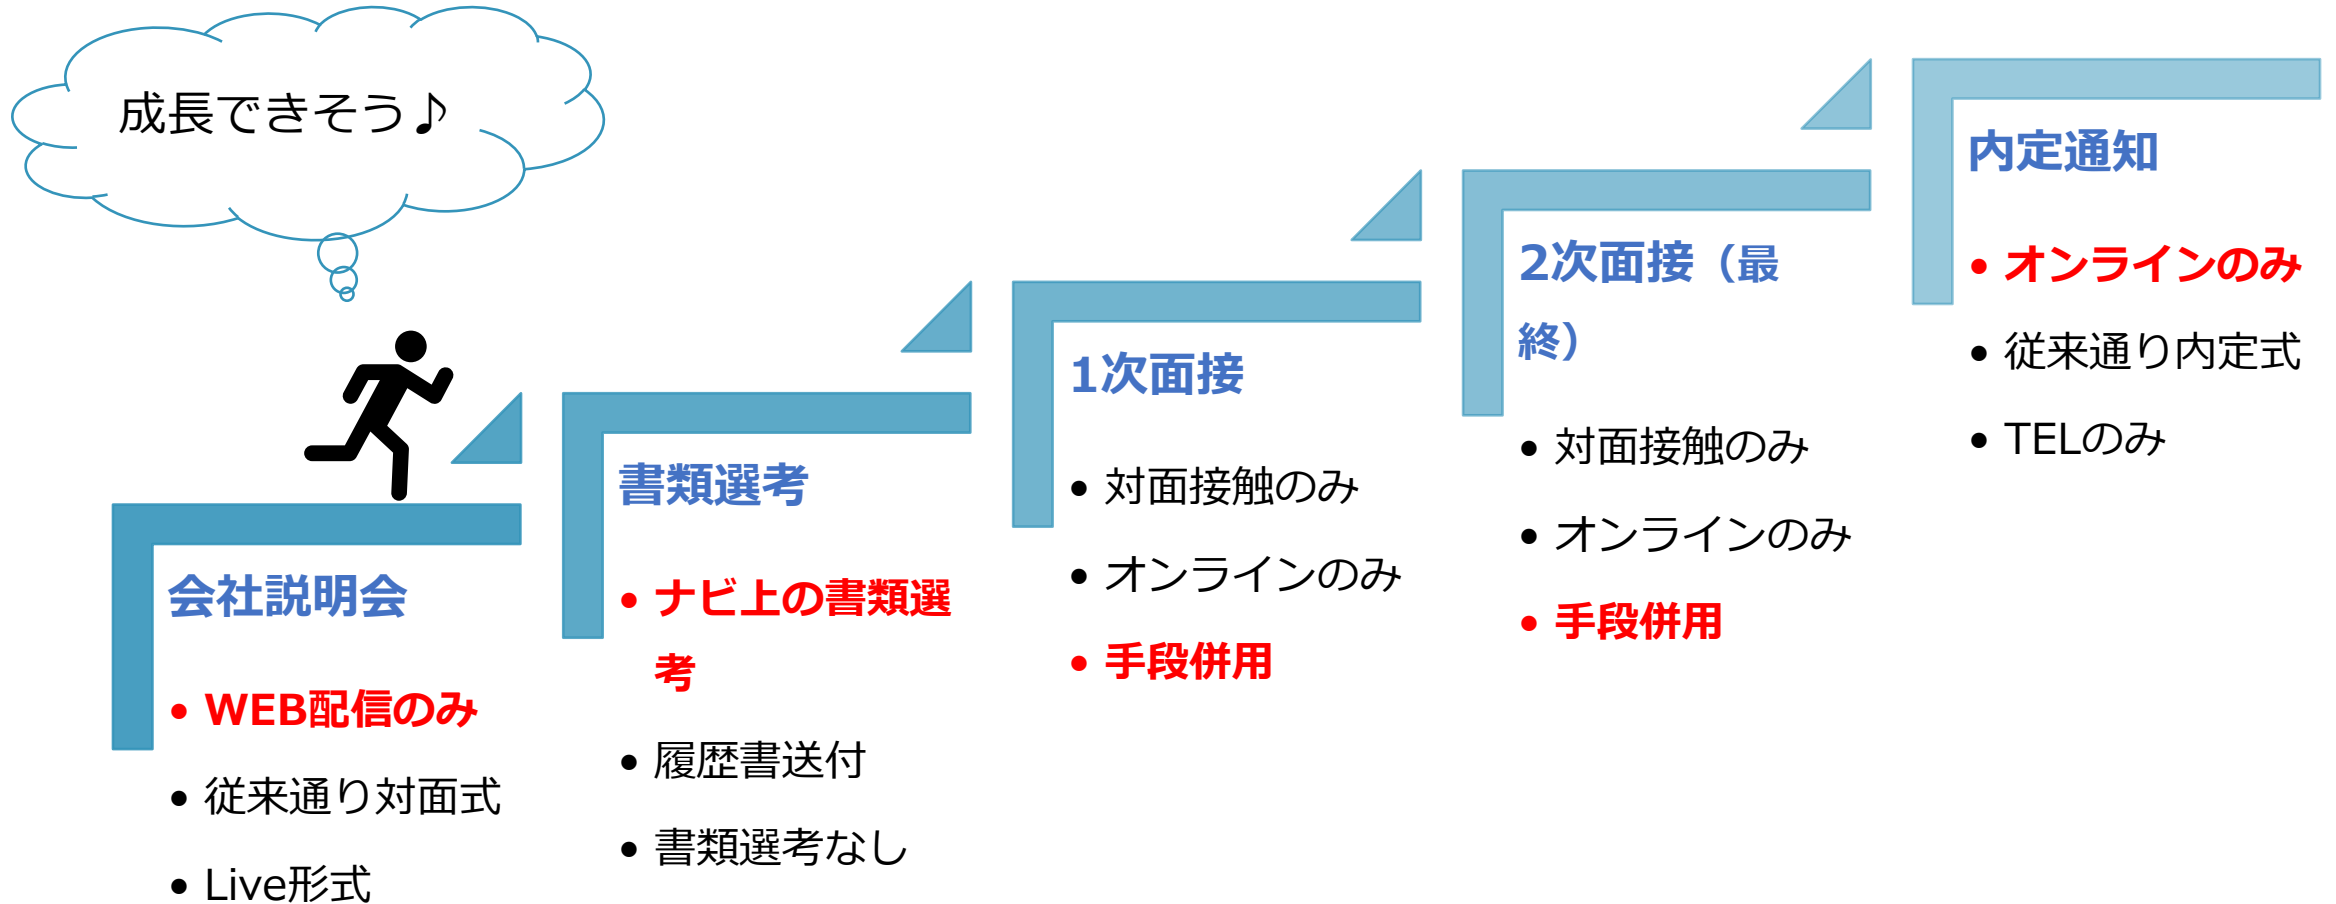 成長できそう♪
会社説明会
• WEB配信のみ
• 従来通り対面式
• Live形式
書類選考
• ナビ上の書類選
考
• 履歴書送付
• 書類選考なし
1次面接
• 対面接触のみ
• オンラインのみ
• 手段併用
2次面接（最
終）
• 対面接触のみ
• オンラインのみ
• 手段併用
内定通知
• オンラインのみ
• 従来通り内定式
• TELのみ